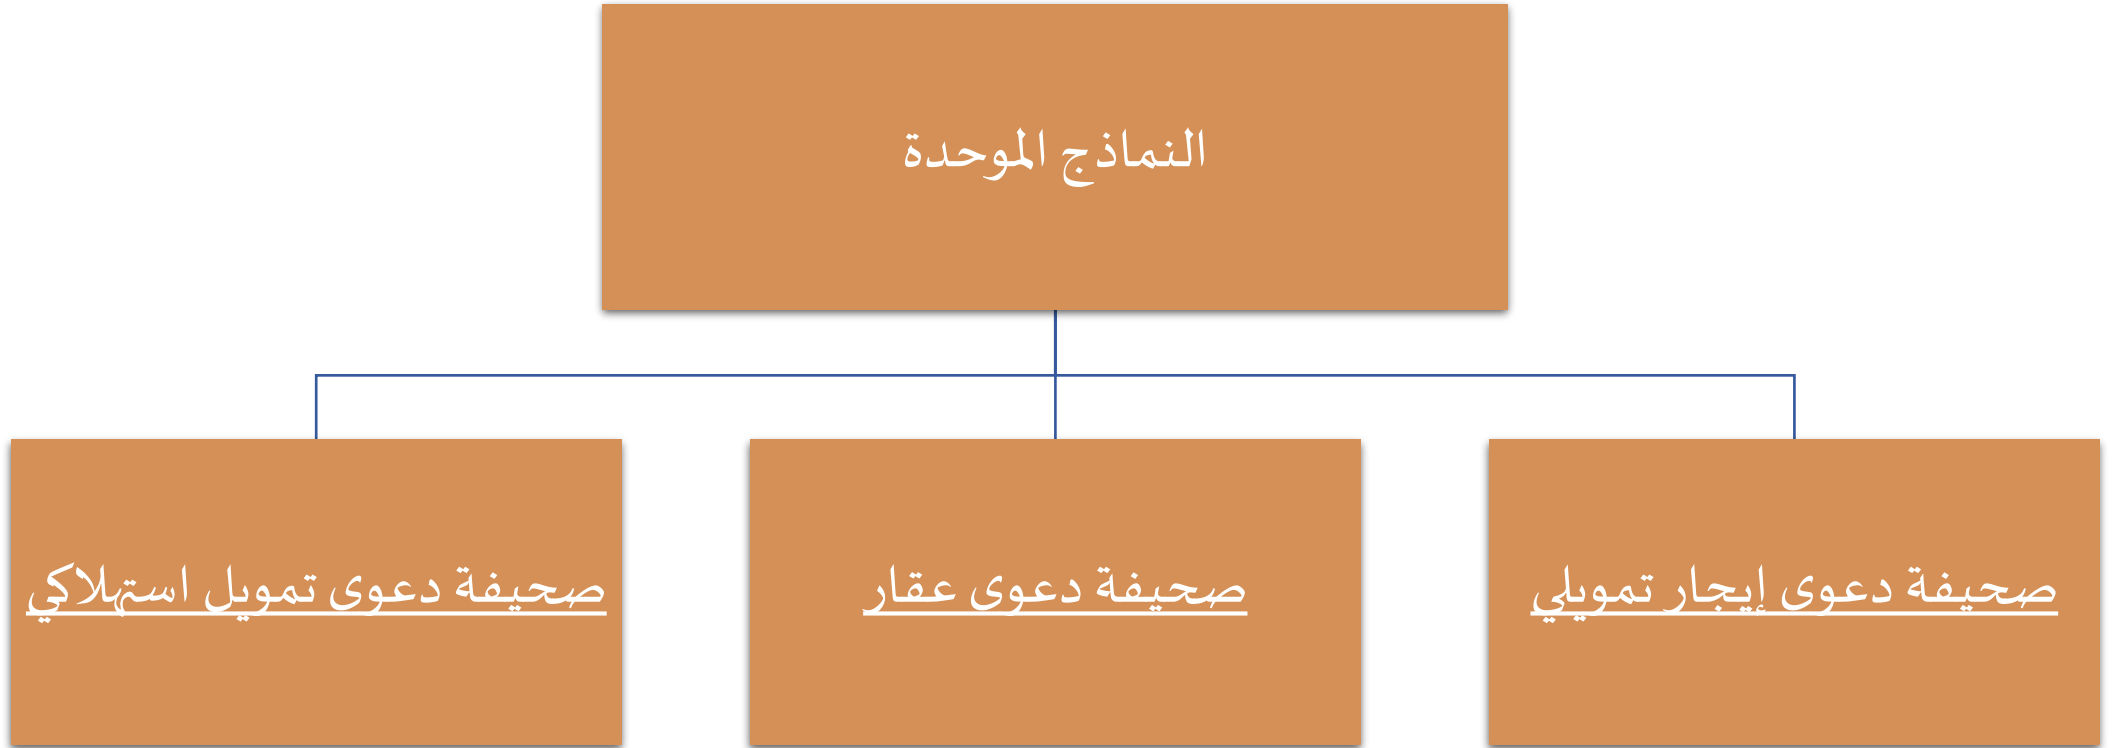 النماذج الموحدة
صحيفة دعوى إيجار تمويلي
صحيفة دعوى عقار
صحيفة دعوى تمويل استهلاكي